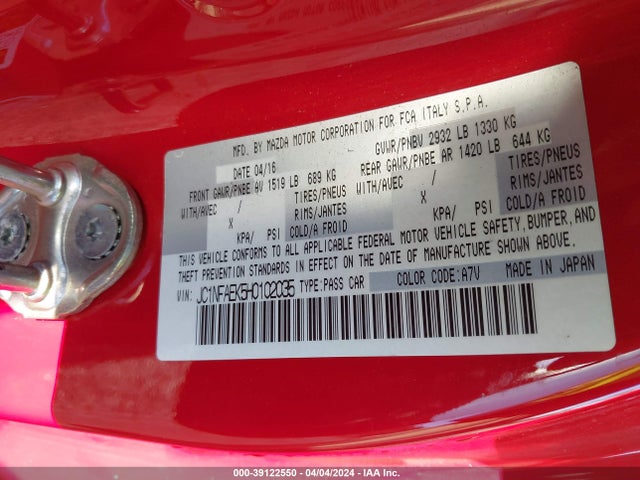 MFD. BY MAZDA MOTOR CORPORATION FOR FCA ITALY S.P.A.
DATE 04/16 GVWR/PNBV 2932 LB 1330 KG
FRONT GAWR/PNBE AV 1519 LB 689 KG REAR GAWR/PNBE AR 1420 LB 644 KG
WITH/AVEC / TIRES/PNEUS WITH/AVEC / TIRES/PNEUS
X RIMS/JANTES X RIMS/JANTES
KPA/ PSI COLD/A FROID KPA/ PSI COLD/A FROID
THIS VEHICLE CONFORMS TO ALL APPLICABLE FEDERAL MOTOR VEHICLE SAFETY, BUMPER, AND
THEFT PREVENTION STANDARDS IN EFFECT ON THE DATE OF MANUFACTURE SHOWN ABOVE.
VIN: JC1NFAEK5H0102035 TYPE: PASS CAR COLOR CODE: A7V MADE IN JAPAN
000-39122550 - 04/04/2024 - IAA Inc.